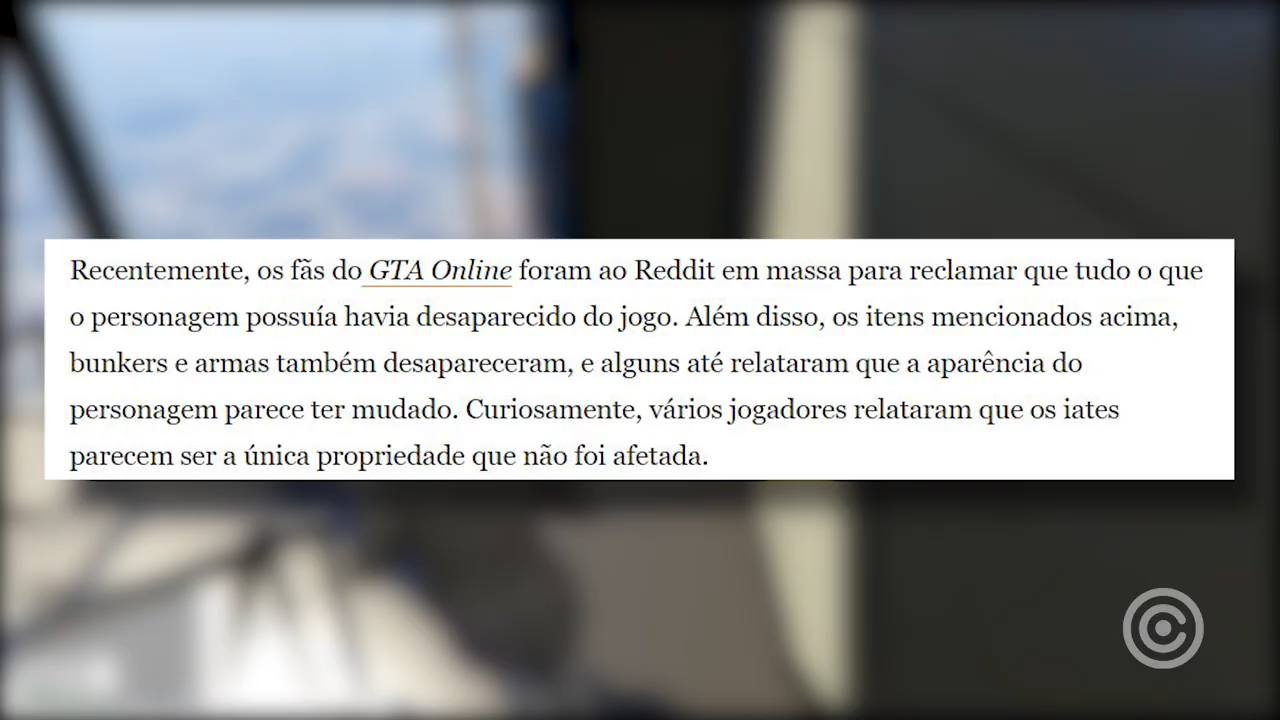 Recentemente, os fãs do GTA Online foram ao Reddit em massa para reclamar que tudo o que
o personagem possuía havia desaparecido do jogo. Além disso, os itens mencionados acima,
bunkers e armas também desapareceram, e alguns até relataram que a aparência do
personagem parece ter mudado. Curiosamente, vários jogadores relataram que os iates
parecem ser a única propriedade que não foi afetada.